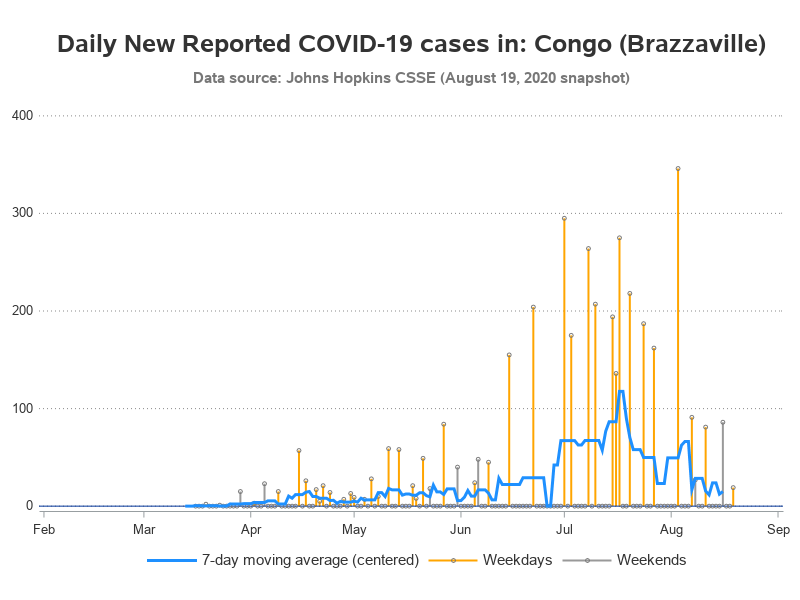 Daily New Reported COVID-19 cases in: Congo (Brazzaville)
Data source: Johns Hopkins CSSE (August 19, 2020 snapshot)
400
300
200
100
0
Feb Mar Apr May Jun Jul Aug Sep
7-day moving average (centered) Weekdays Weekends